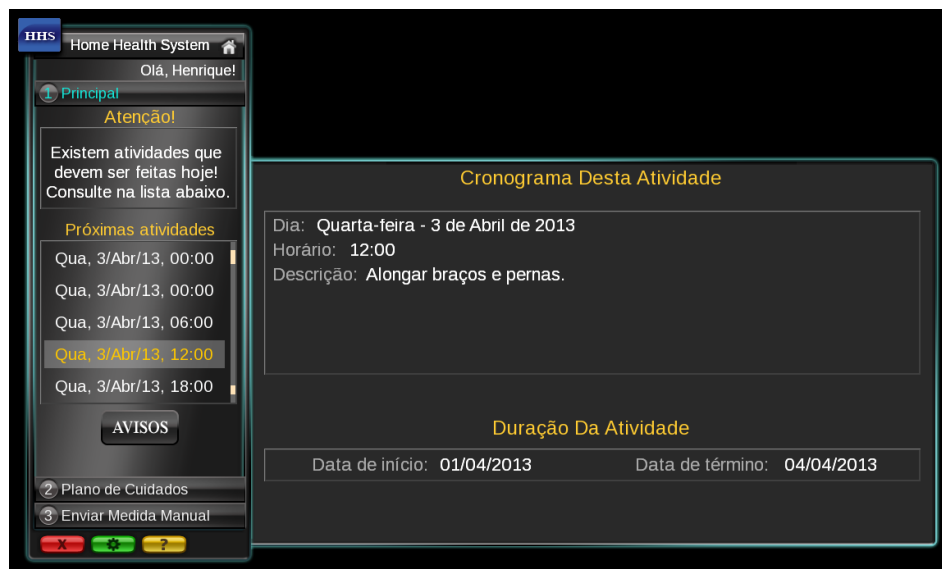 HHS
Home Health System
Olá, Henrique!
1 Principal
Atenção!
Existem atividades que
devem ser feitas hoje!
Consulte na lista abaixo.
Próximas atividades
Qua, 3/Abr/13, 00:00
Qua, 3/Abr/13, 00:00
Qua, 3/Abr/13, 06:00
Qua, 3/Abr/13, 12:00
Qua, 3/Abr/13, 18:00
AVISOS
2 Plano de Cuidados
3 Enviar Medida Manual
X ?
Cronograma Desta Atividade
Dia: Quarta-feira - 3 de Abril de 2013
Horário: 12:00
Descrição: Alongar braços e pernas.
Duração Da Atividade
Data de início: 01/04/2013 Data de término: 04/04/2013